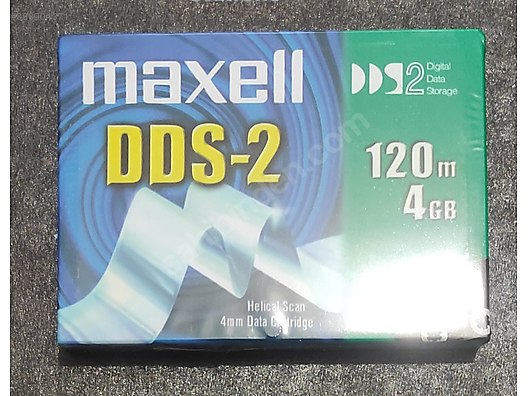 maxell
DDS-2
DDS2 Digital
Data
Storage
120m
4GB
Helical Scan
4mm Data Cartridge